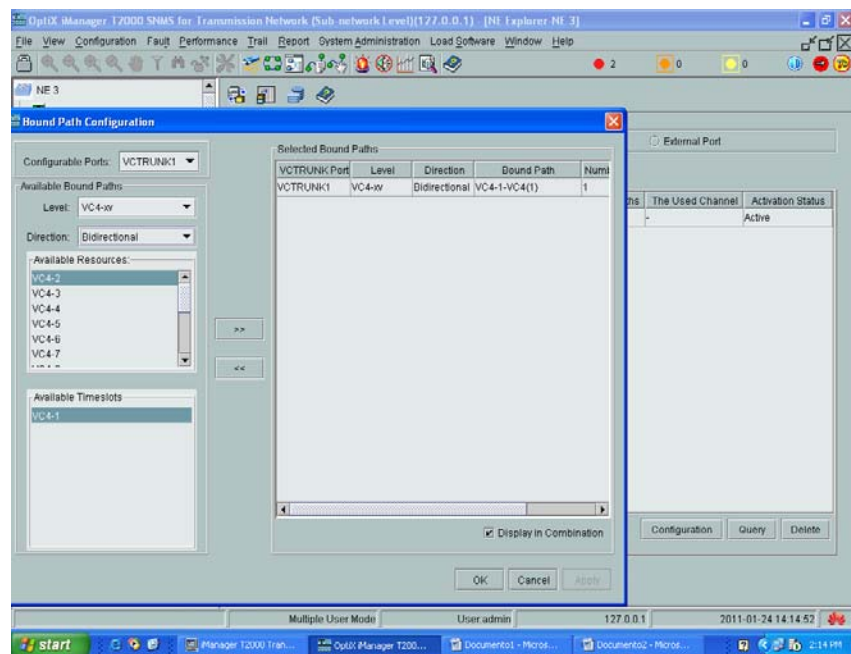 OptiX iManager T2000 SNMS for Transmission Network (Sub-network Level)(127.0.0.1) - [NE Explorer-NE 3]
File View Configuration Fault Performance Trail Report System Administration Load Software Window Help
2 0 0
NE 3
Bound Path Configuration
External Port
Configurable Ports: VCTRUNK1
Available Bound Paths
Level: VC4-xv
Direction: Bidirectional
Available Resources:
VC4-2
VC4-3
VC4-4
VC4-5
VC4-6
VC4-7
Available Timeslots
VC4-1
>>
<<
Selected Bound Paths
VCTRUNK Port Level Direction Bound Path Numb
VCTRUNK1 VC4-xv Bidirectional VC4-1-VC4(1) 1
Display in Combination
OK Cancel Apply
ths The Used Channel Activation Status
- Active
Configuration Query Delete
Multiple User Mode User admin 127.0.0.1 2011-01-24 14:14:52
start iManager T2000 Tran... OptiX iManager T200... Documento1 - Micros... Documento2 - Micros... 2:14 PM